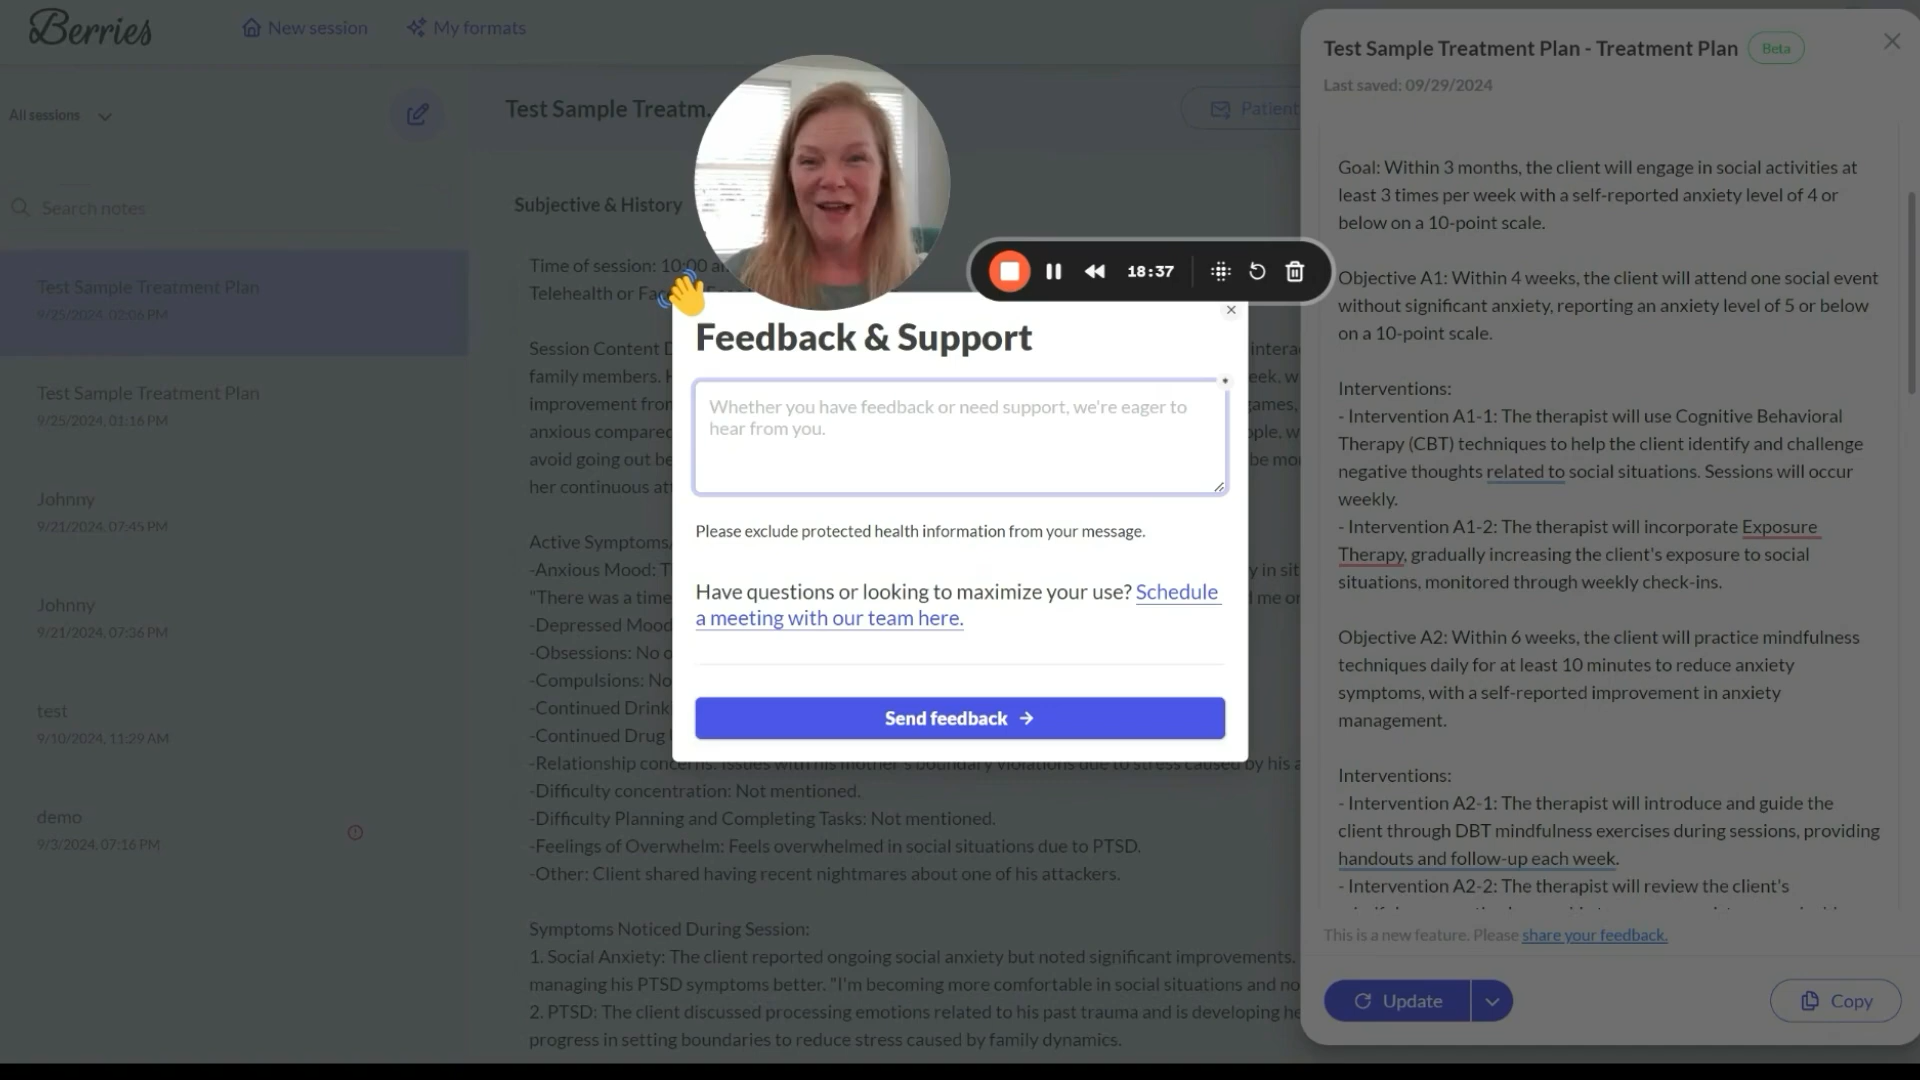 Berries
New session
My formats
All sessions
Search notes
Test Sample Treatment Plan
9/25/2024, 02:06 PM
Test Sample Treatment Plan
9/25/2024, 01:16 PM
Johnny
9/21/2024, 07:45 PM
Johnny
9/21/2024, 07:36 PM
test
9/10/2024, 11:29 AM
demo
9/3/2024, 07:16 PM
Test Sample Treatm.
Patient
Subjective & History
Time of session: 10:00 a
Telehealth or
Session Content
family members.
improvement from
anxious compared
avoid going out
her continuous
games,
Active Symptoms
-Anxious Mood:
"There was a time
-Depressed Mood
-Obsessions: No
-Compulsions:
-Continued Drink
-Continued Drug
-Relationship concerns: Issues with his mother's boundary violations due to stress caused by his a
-Difficulty concentration: Not mentioned.
-Difficulty Planning and Completing Tasks: Not mentioned.
-Feelings of Overwhelm: Feels overwhelmed in social situations due to PTSD.
-Other: Client shared having recent nightmares about one of his attackers.
Symptoms Noticed During Session:
1. Social Anxiety: The client reported ongoing social anxiety but noted significant improvements.
managing his PTSD symptoms better. "I'm becoming more comfortable in social situations and no
2. PTSD: The client discussed processing emotions related to his past trauma and is developing he
progress in setting boundaries to reduce stress caused by family dynamics.
18:37
Feedback & Support
Whether you have feedback or need support, we're eager to
hear from you.
Please exclude protected health information from your message.
Have questions or looking to maximize your use? Schedule
a meeting with our team here.
Send feedback
Test Sample Treatment Plan - Treatment Plan
Beta
Last saved: 09/29/2024
Goal: Within 3 months, the client will engage in social activities at
least 3 times per week with a self-reported anxiety level of 4 or
below on a 10-point scale.
Objective A1: Within 4 weeks, the client will attend one social event
without significant anxiety, reporting an anxiety level of 5 or below
on a 10-point scale.
Interventions:
- Intervention A1-1: The therapist will use Cognitive Behavioral
Therapy (CBT) techniques to help the client identify and challenge
negative thoughts related to social situations. Sessions will occur
weekly.
- Intervention A1-2: The therapist will incorporate Exposure
Therapy, gradually increasing the client's exposure to social
situations, monitored through weekly check-ins.
Objective A2: Within 6 weeks, the client will practice mindfulness
techniques daily for at least 10 minutes to reduce anxiety
symptoms, with a self-reported improvement in anxiety
management.
Interventions:
- Intervention A2-1: The therapist will introduce and guide the
client through DBT mindfulness exercises during sessions, providing
handouts and follow-up each week.
- Intervention A2-2: The therapist will review the client's
This is a new feature. Please share your feedback.
Update
Copy